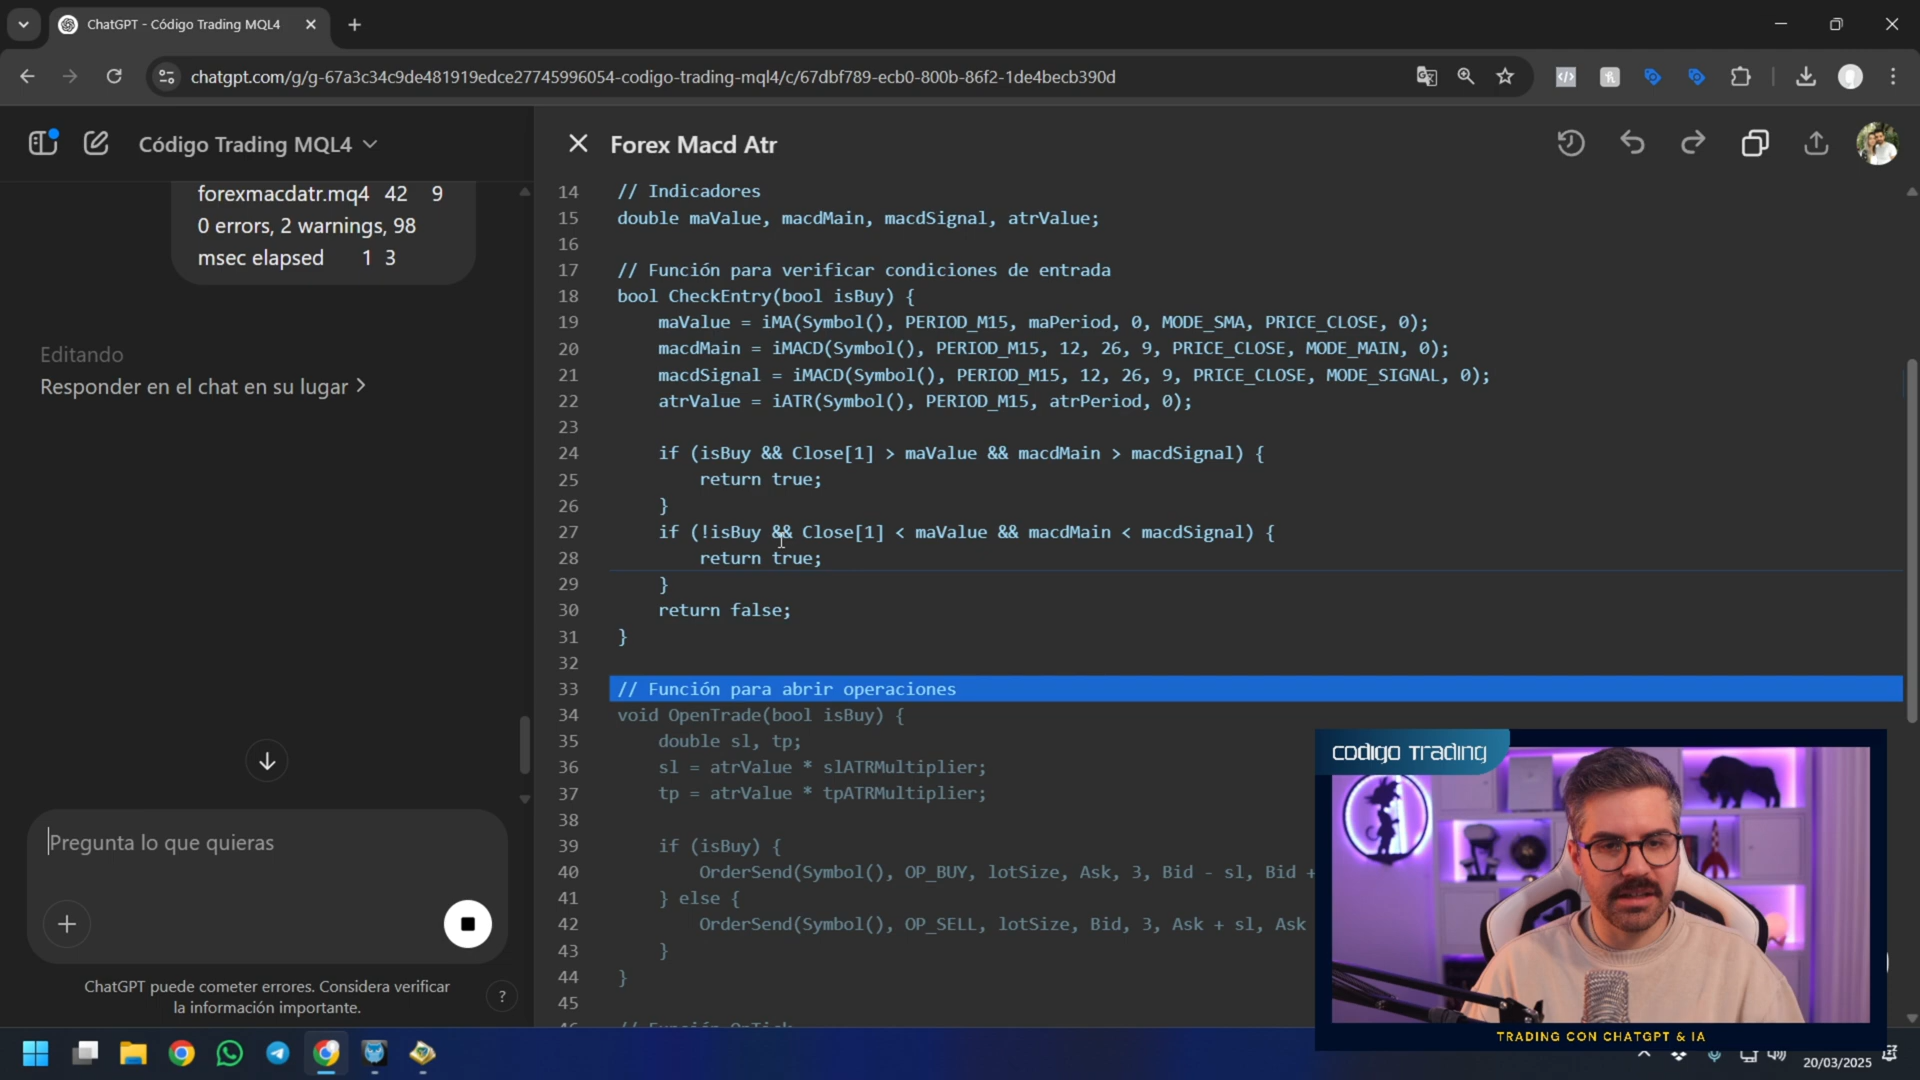 ChatGPT - Código Trading MQL4
chatgpt.com/g/g-67a3c34c9de481919edce27745996054-codigo-trading-mql4/c/67dbf789-ecb0-800b-86f2-1de4becb390d
Código Trading MQL4
forexmacdatr.mq4 42 9
0 errors, 2 warnings, 98
msec elapsed 1 3
Editando
Responder en el chat en su lugar
Pregunta lo que quieras
ChatGPT puede cometer errores. Considera verificar
la información importante.
?
Forex Macd Atr
14 // Indicadores
15 double maValue, macdMain, macdSignal, atrValue;
16
17 // Función para verificar condiciones de entrada
18 bool CheckEntry(bool isBuy) {
19 maValue = iMA(Symbol(), PERIOD_M15, maPeriod, 0, MODE_SMA, PRICE_CLOSE, 0);
20 macdMain = iMACD(Symbol(), PERIOD_M15, 12, 26, 9, PRICE_CLOSE, MODE_MAIN, 0);
21 macdSignal = iMACD(Symbol(), PERIOD_M15, 12, 26, 9, PRICE_CLOSE, MODE_SIGNAL, 0);
22 atrValue = iATR(Symbol(), PERIOD_M15, atrPeriod, 0);
23
24 if (isBuy && Close[1] > maValue && macdMain > macdSignal) {
25 return true;
26 }
27 if (!isBuy && Close[1] < maValue && macdMain < macdSignal) {
28 return true;
29 }
30 return false;
31 }
32
33 // Función para abrir operaciones
34 void OpenTrade(bool isBuy) {
35 double sl, tp;
36 sl = atrValue * slATRMultiplier;
37 tp = atrValue * tpATRMultiplier;
38
39 if (isBuy) {
40 OrderSend(Symbol(), OP_BUY, lotSize, Ask, 3, Bid - sl, Bid +
41 } else {
42 OrderSend(Symbol(), OP_SELL, lotSize, Bid, 3, Ask + sl, Ask
43 }
44 }
45
46 // Función OnTick
codigo Trading
TRADING CON CHATGPT & IA
20/03/2025